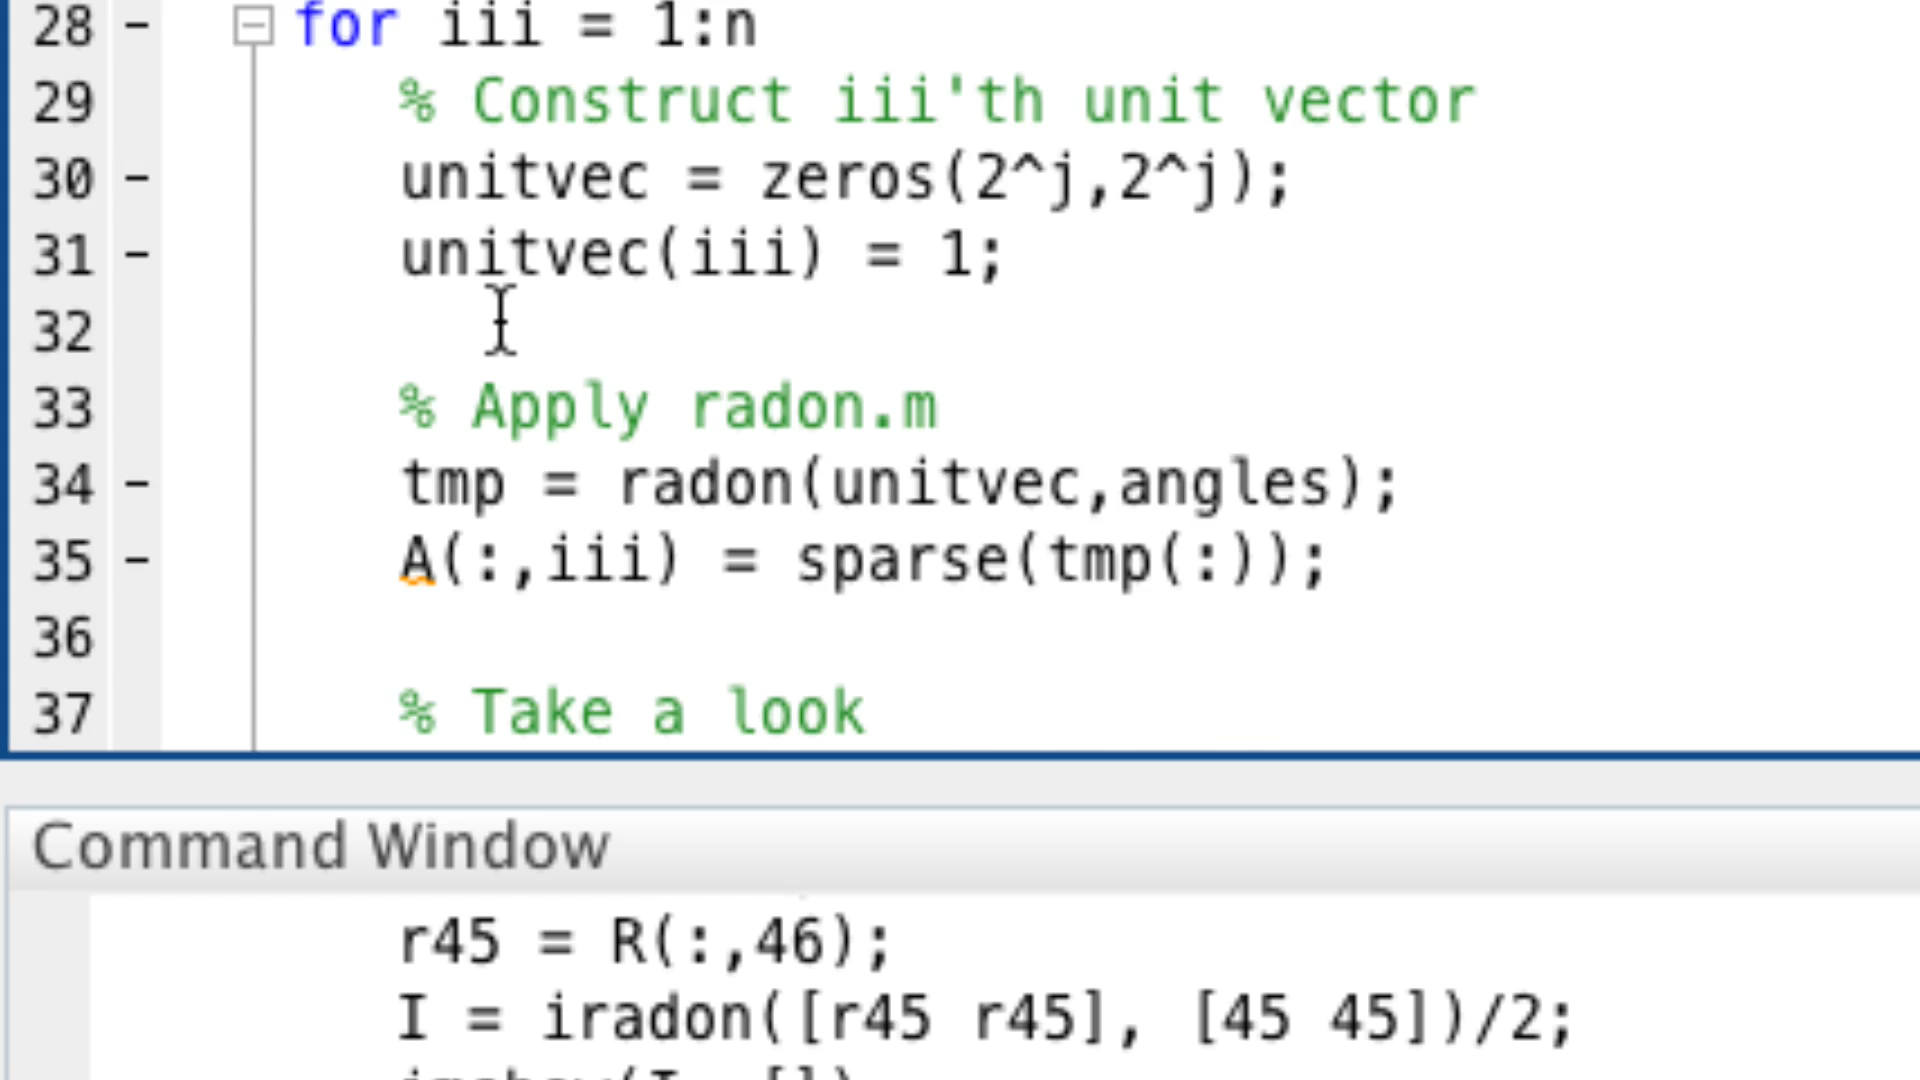 28 - for iii = 1:n
29 % Construct iii'th unit vector
30 - unitvec = zeros(2^j,2^j);
31 - unitvec(iii) = 1;
32
33 % Apply radon.m
34 - tmp = radon(unitvec,angles);
35 - A(:,iii) = sparse(tmp(:));
36
37 % Take a look
Command Window
r45 = R(:,46);
I = iradon([r45 r45], [45 45])/2;